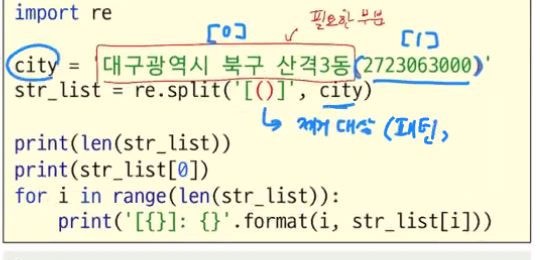 import re
[0] 필요한 부분 [1]
city = '대구광역시 북구 산격3동(2723063000)'
str_list = re.split('[()]', city)
↳ 제거 대상 (패턴,
print(len(str_list))
print(str_list[0])
for i in range(len(str_list)):
    print('[{}]: {}'.format(i, str_list[i]))